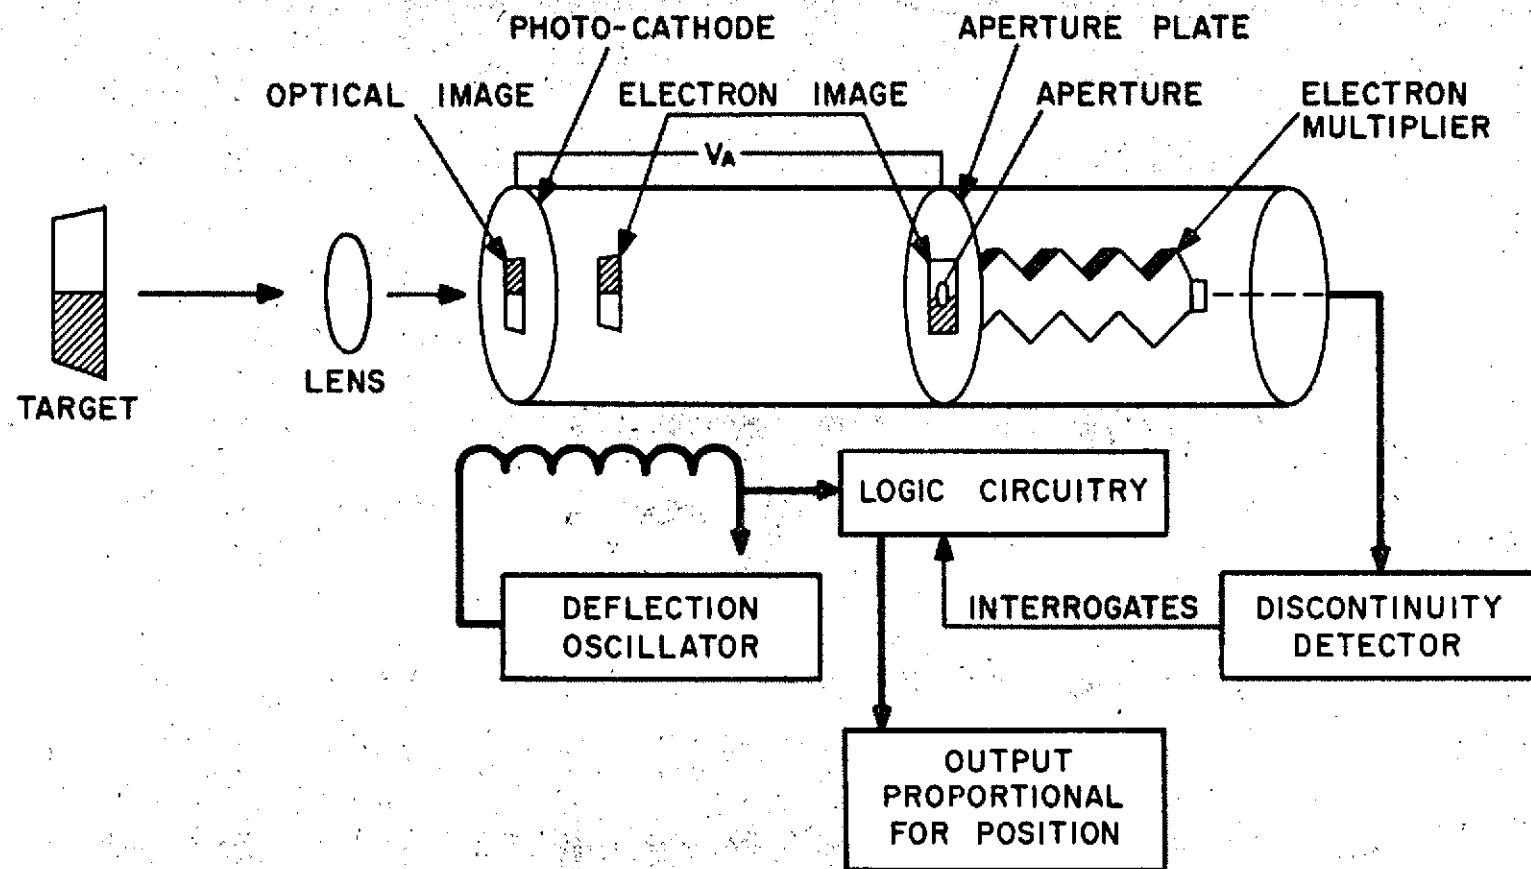 PHOTO-CATHODE
APERTURE PLATE
OPTICAL IMAGE
ELECTRON IMAGE
APERTURE
ELECTRON
MULTIPLIER
VA
TARGET
LENS
LOGIC CIRCUITRY
DEFLECTION
OSCILLATOR
INTERROGATES
DISCONTINUITY
DETECTOR
OUTPUT
PROPORTIONAL
FOR POSITION